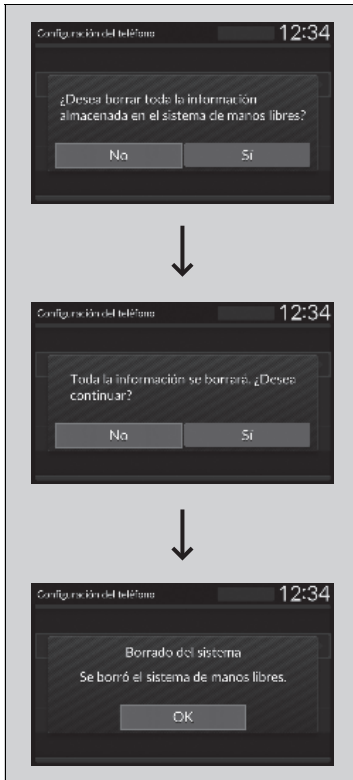 Configuración del teléfono 12:34
¿Desea borrar toda la información
almacenada en el sistema de manos libres?
No Sí
Configuración del teléfono 12:34
Toda la información se borrará. ¿Desea
continuar?
No Sí
Configuración del teléfono 12:34
Borrado del sistema
Se borró el sistema de manos libres.
OK